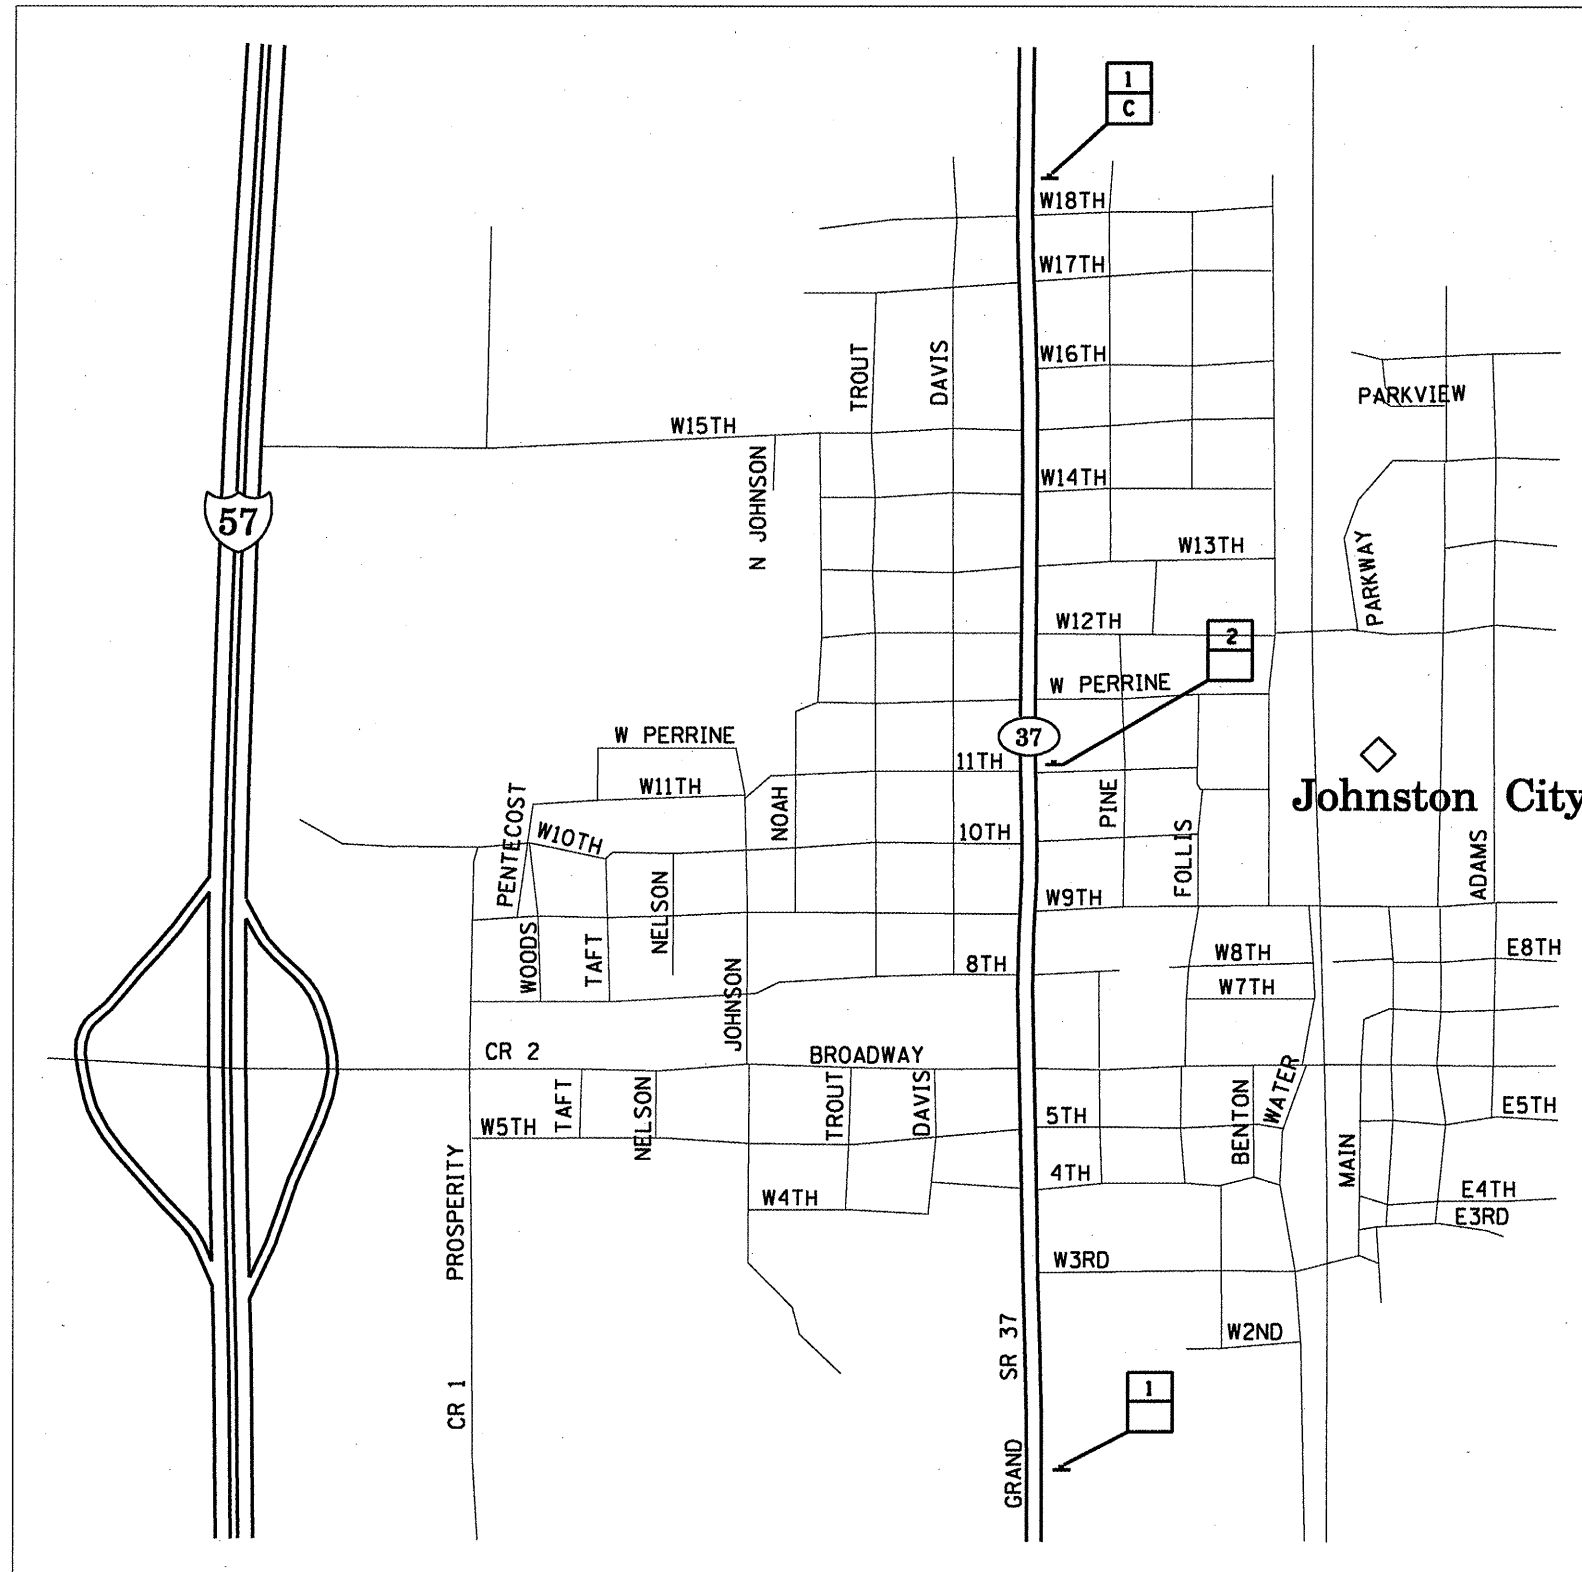 1
C
W18TH
W17TH
W16TH
TROUT
DAVIS
PARKVIEW
W15TH
N JOHNSON
W14TH
57
W13TH
PARKWAY
W12TH
2
W PERRINE
W PERRINE
37
11TH
W11TH
Johnston City
PENTECOST
NOAH
PINE
W10TH
10TH
FOLLIS
ADAMS
NELSON
W9TH
WOODS
TAFT
W8TH
E8TH
8TH
W7TH
JOHNSON
CR 2
BROADWAY
TAFT
NELSON
TROUT
DAVIS
BENTON
WATER
W5TH
5TH
E5TH
MAIN
4TH
W4TH
E4TH
E3RD
PROSPERITY
W3RD
SR 37
W2ND
CR 1
1
GRAND